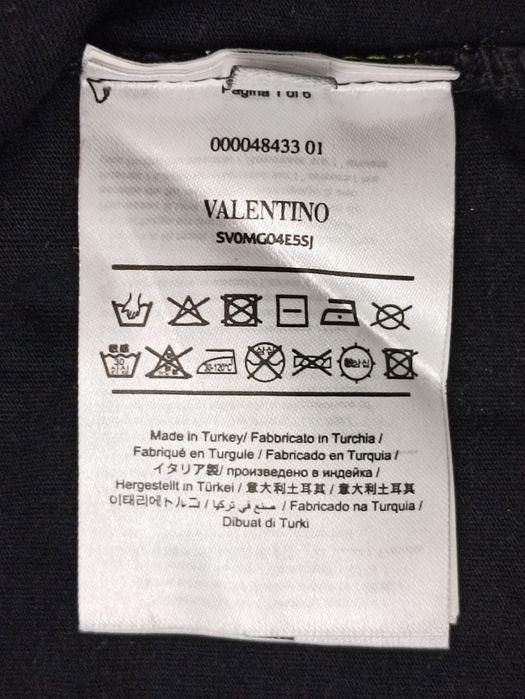 Pagina 1 of 6
000048433 01
VALENTINO
SV0MG04E5SJ
30-120℃
Made in Turkey/ Fabbricato in Turchia /
Fabriqué en Turguie / Fabricado en Turquia /
イタリア製/ произведено в индейка /
Hergestellt in Türkei / 意大利土耳其 / 意大利土耳其
이태리에トルコ / صنع في تركيا / Fabricado na Turquia /
Dibuat di Turki